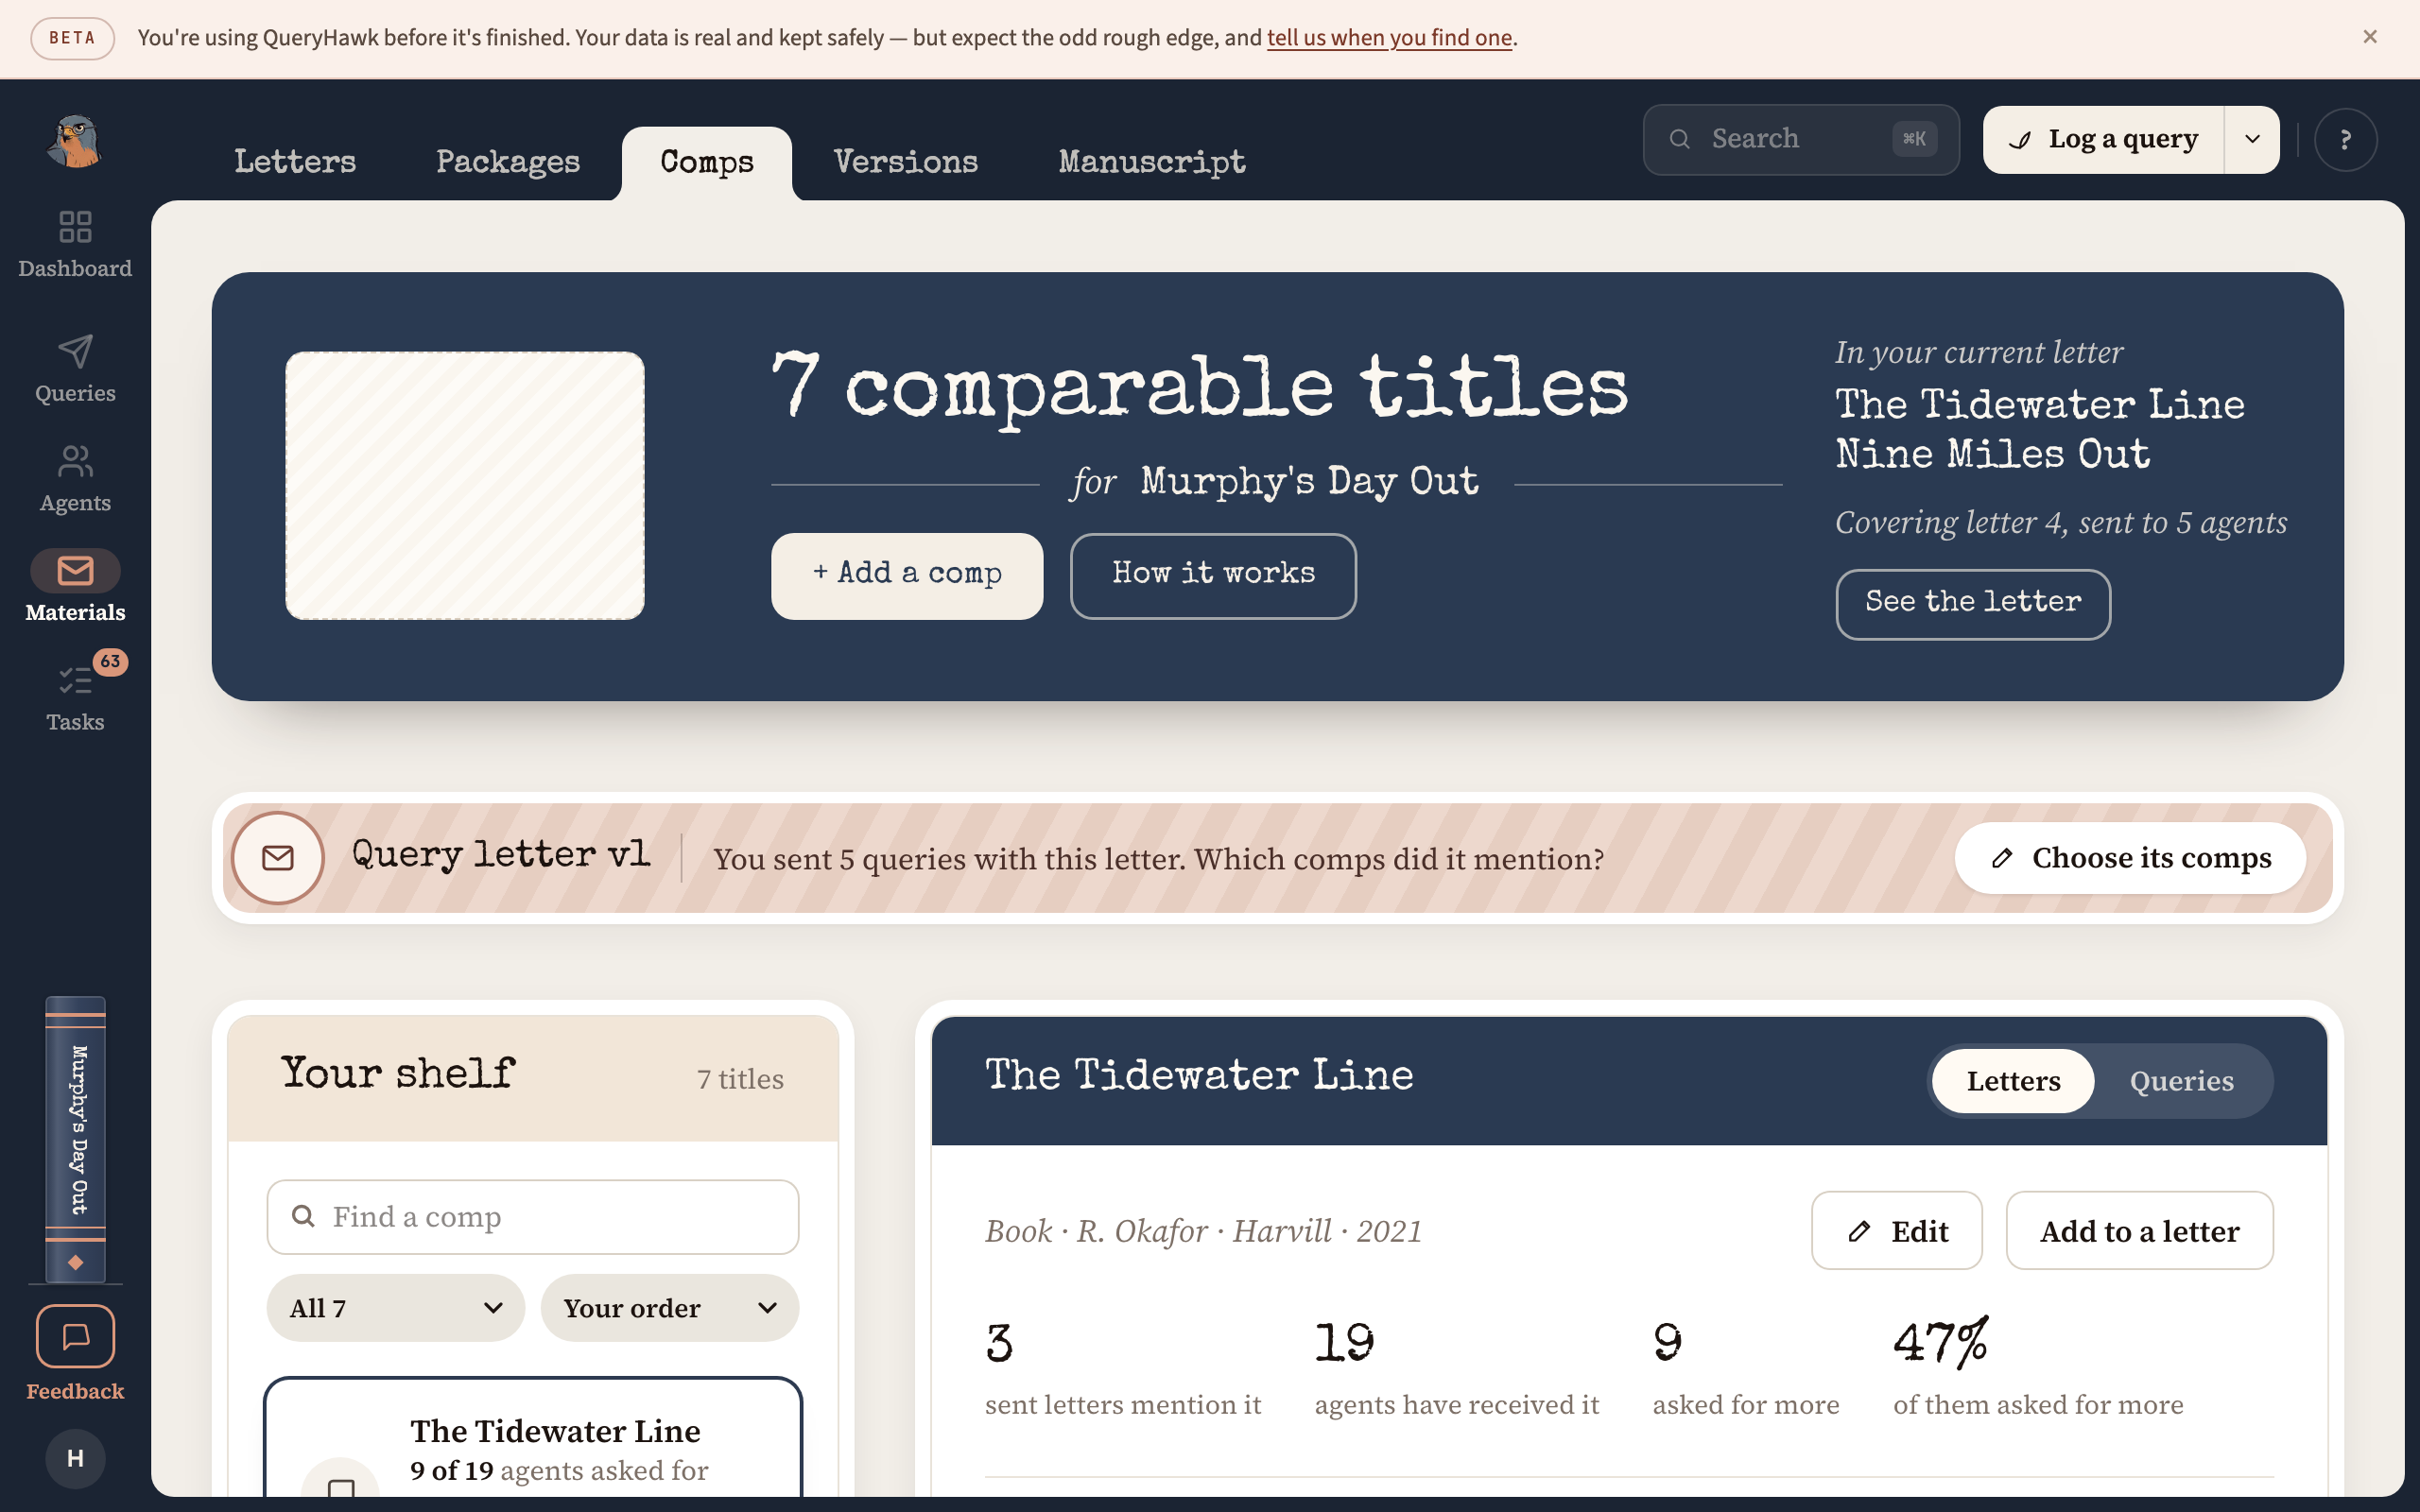 BETA
You're using QueryHawk before it's finished. Your data is real and kept safely — but expect the odd rough edge, and tell us when you find one.
×
Letters
Packages
Comps
Versions
Manuscript
Search
⌘K
Log a query
?
Dashboard
Queries
Agents
Materials
63
Tasks
Murphy's Day Out
Feedback
H
7 comparable titles
for Murphy's Day Out
+ Add a comp
How it works
In your current letter
The Tidewater Line
Nine Miles Out
Covering letter 4, sent to 5 agents
See the letter
Query letter v1
You sent 5 queries with this letter. Which comps did it mention?
Choose its comps
Your shelf
7 titles
Find a comp
All 7
Your order
The Tidewater Line
9 of 19 agents asked for
The Tidewater Line
Letters
Queries
Book · R. Okafor · Harvill · 2021
Edit
Add to a letter
3
sent letters mention it
19
agents have received it
9
asked for more
47%
of them asked for more